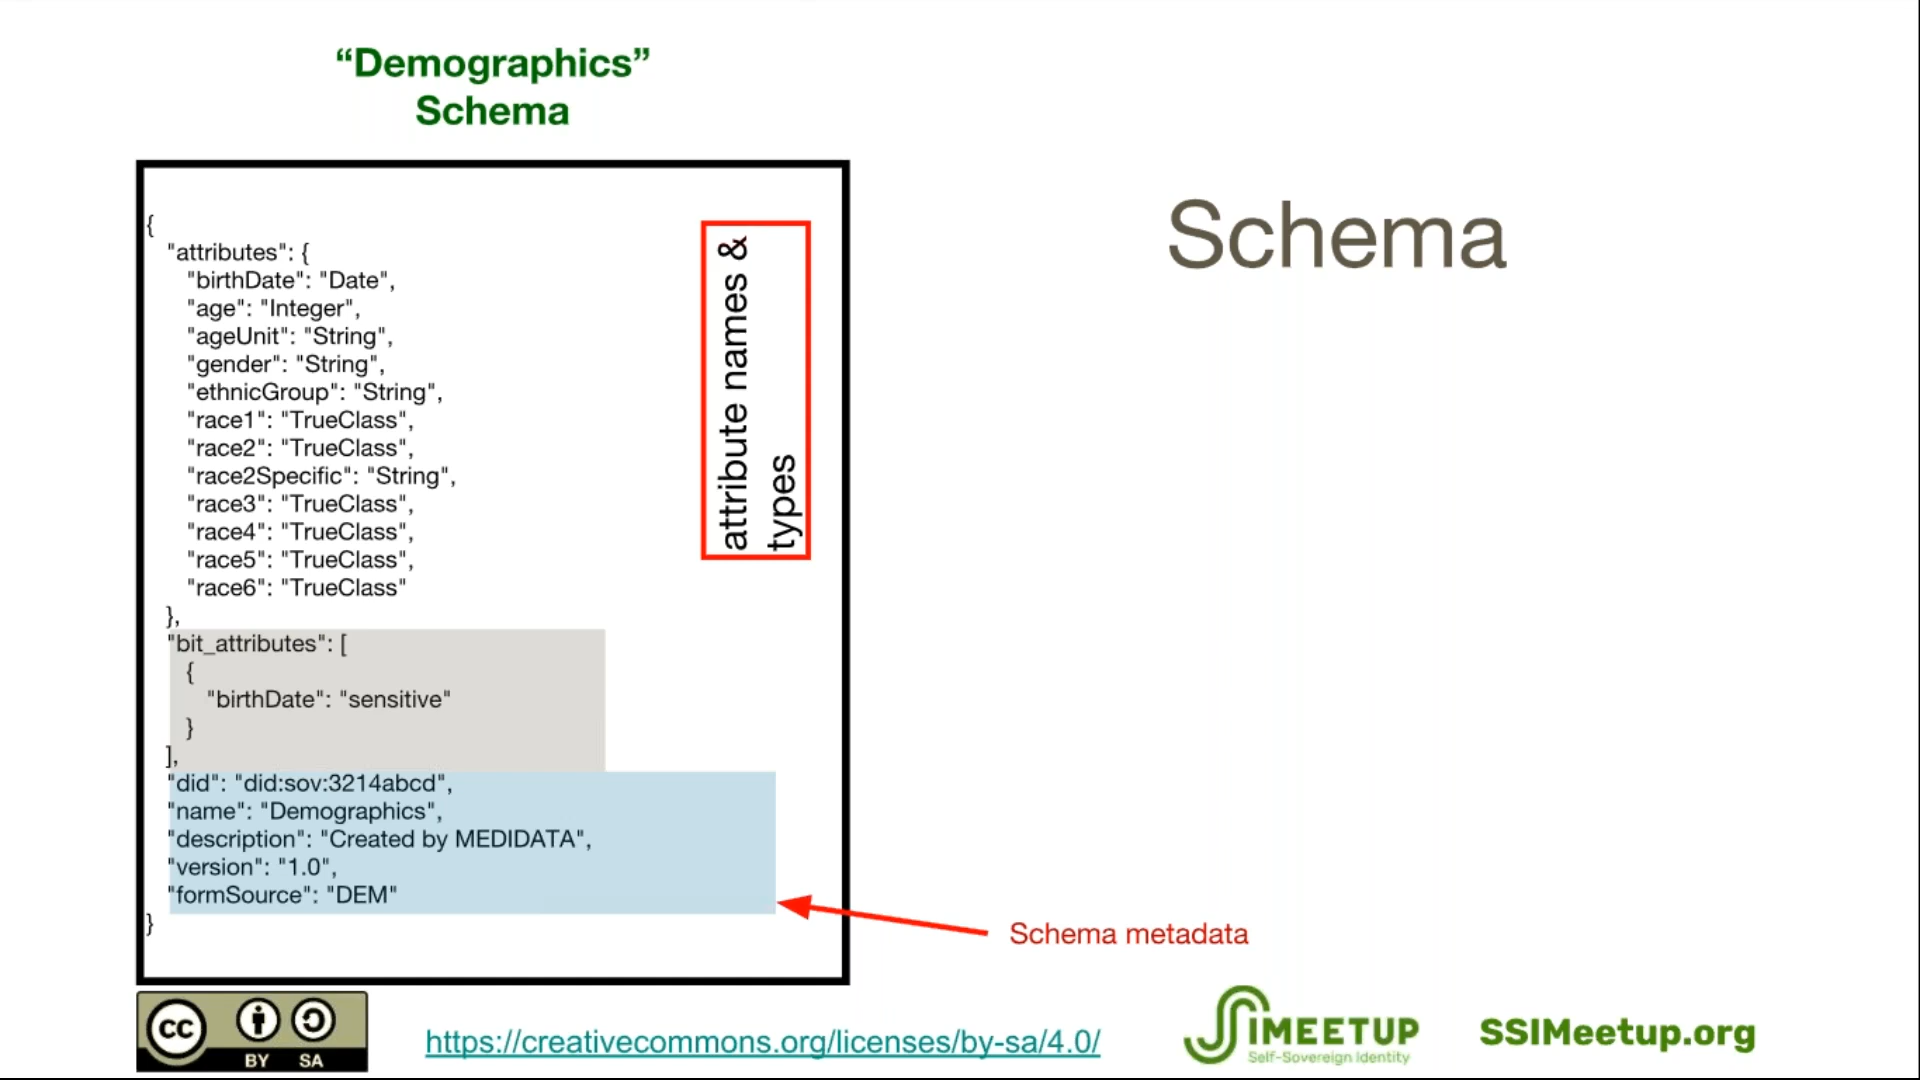 “Demographics”
Schema
{
"attributes": {
"birthDate": "Date",
"age": "Integer",
"ageUnit": "String",
"gender": "String",
"ethnicGroup": "String",
"race1": "TrueClass",
"race2": "TrueClass",
"race2Specific": "String",
"race3": "TrueClass",
"race4": "TrueClass",
"race5": "TrueClass",
"race6": "TrueClass"
},
"bit_attributes": [
{
"birthDate": "sensitive"
}
],
"did": "did:sov:3214abcd",
"name": "Demographics",
"description": "Created by MEDIDATA",
"version": "1.0",
"formSource": "DEM"
}
attribute names &
types
Schema
Schema metadata
CC
BY SA
https://creativecommons.org/licenses/by-sa/4.0/
SSIMEETUP
Self-Sovereign Identity
SSIMeetup.org